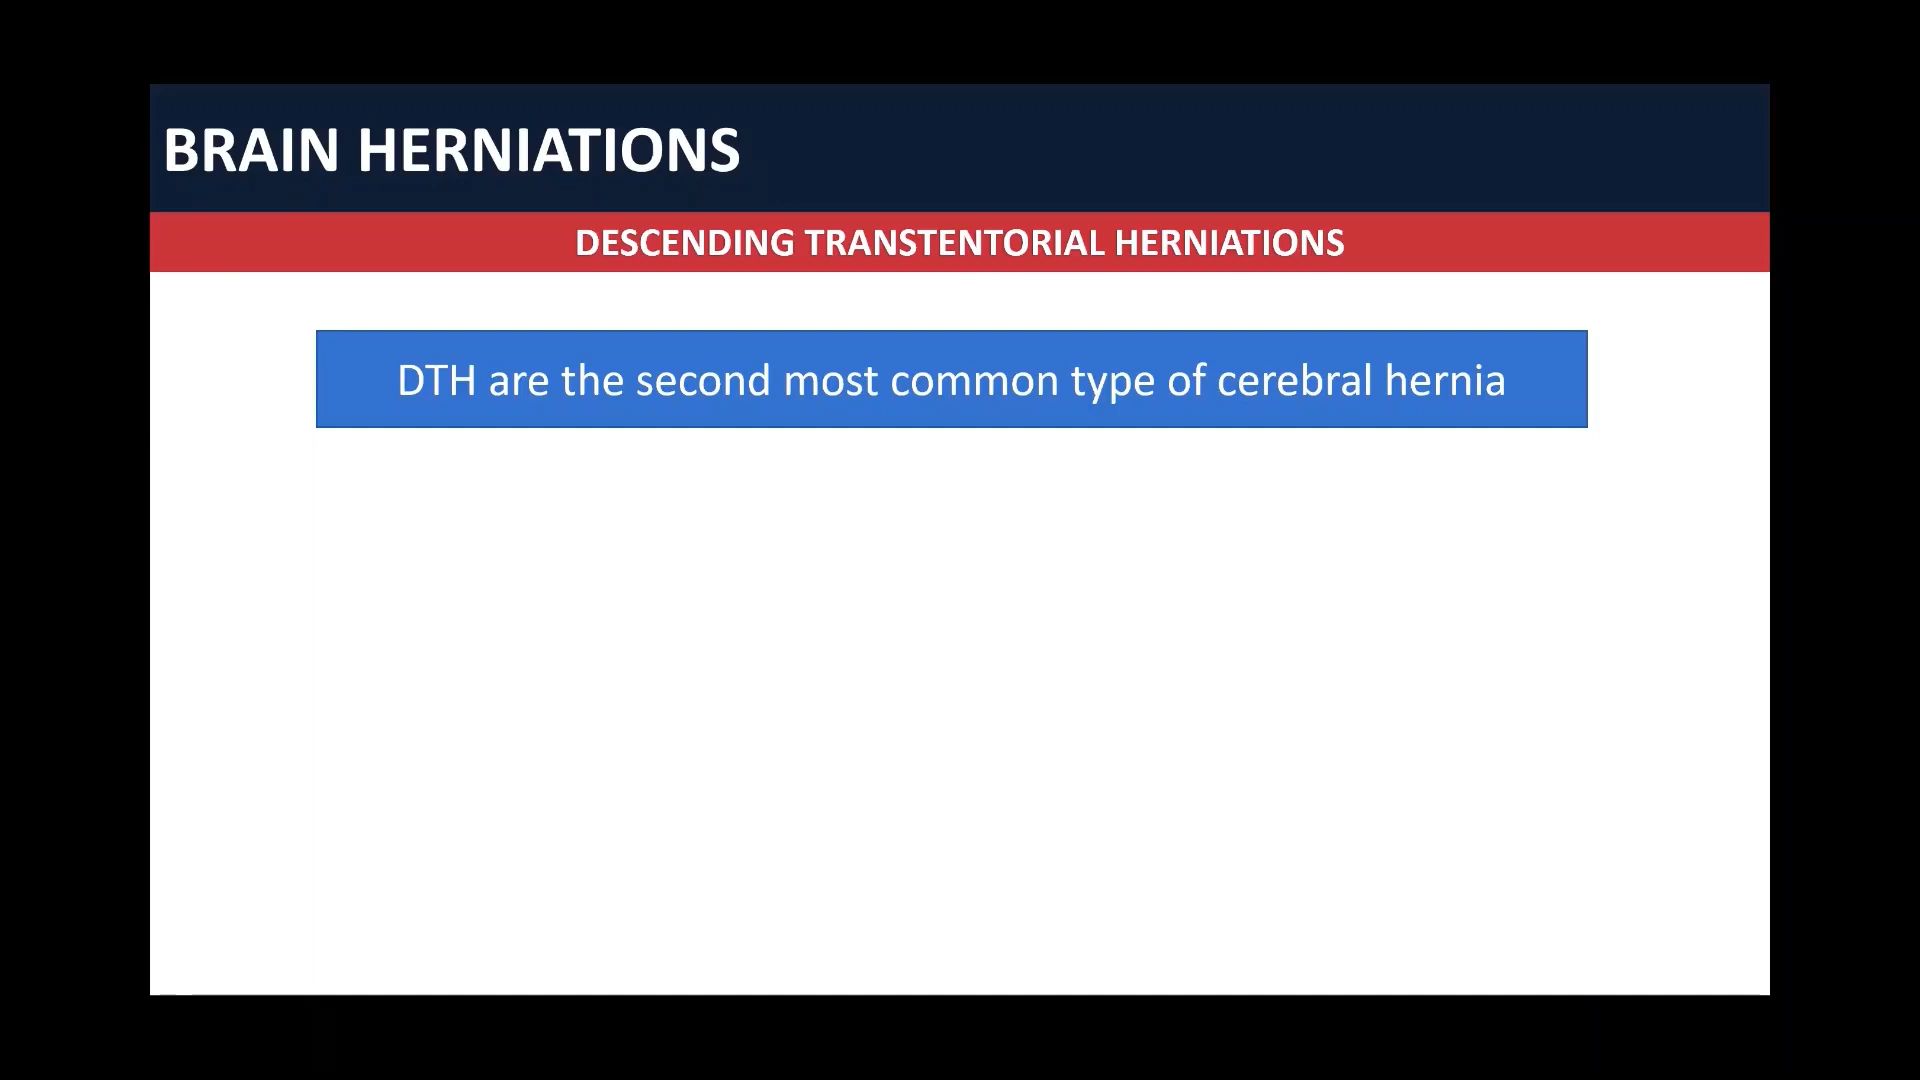 BRAIN HERNIATIONS
DESCENDING TRANSTENTORIAL HERNIATIONS
DTH are the second most common type of cerebral hernia